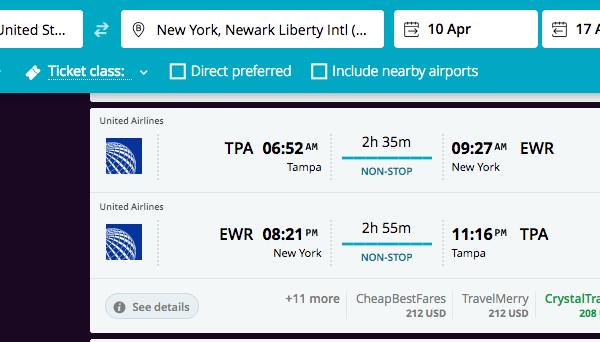 United St...
New York, Newark Liberty Intl (...
10 Apr
17 A
Ticket class:
Direct preferred
Include nearby airports
United Airlines
TPA 06:52 AM
Tampa
2h 35m
NON-STOP
09:27 AM EWR
New York
United Airlines
EWR 08:21 PM
New York
2h 55m
NON-STOP
11:16 PM TPA
Tampa
See details
+11 more
CheapBestFares
212 USD
TravelMerry
212 USD
CrystalTra
208 U